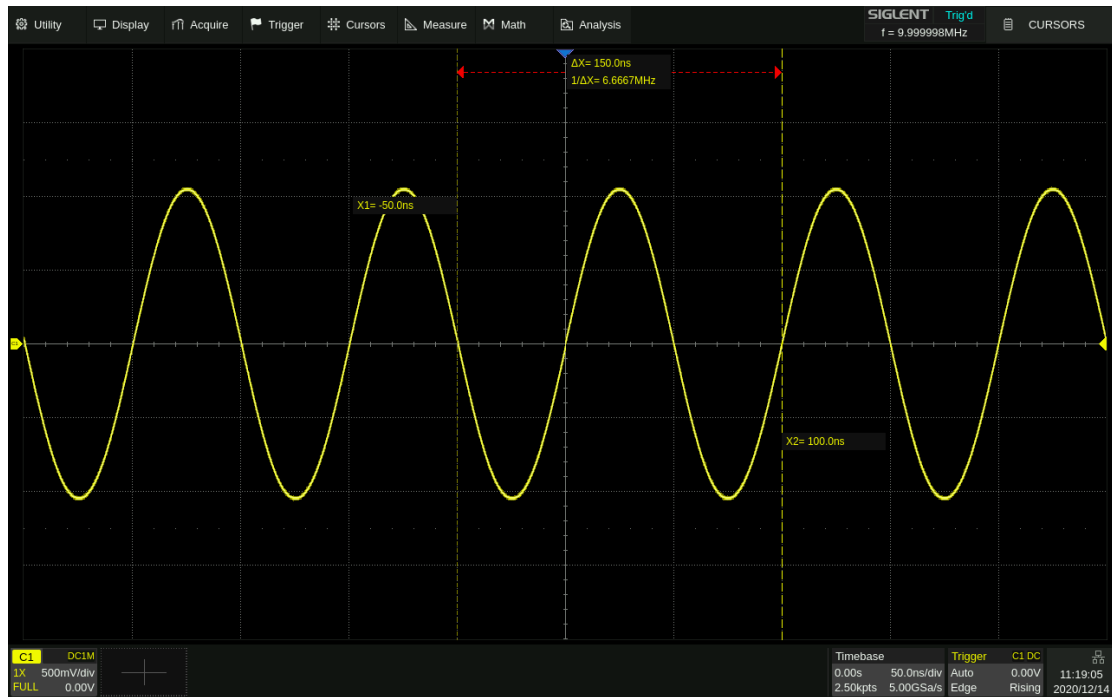 Utility Display Acquire Trigger Cursors Measure Math Analysis SIGLENT Trig'd CURSORS
f = 9.999998MHz
ΔX= 150.0ns
1/ΔX= 6.6667MHz
X1= -50.0ns
X2= 100.0ns
C1 DC1M
1X 500mV/div
FULL 0.00V
Timebase
0.00s 50.0ns/div
2.50kpts 5.00GSa/s
Trigger C1 DC
Auto 0.00V
Edge Rising
11:19:05
2020/12/14